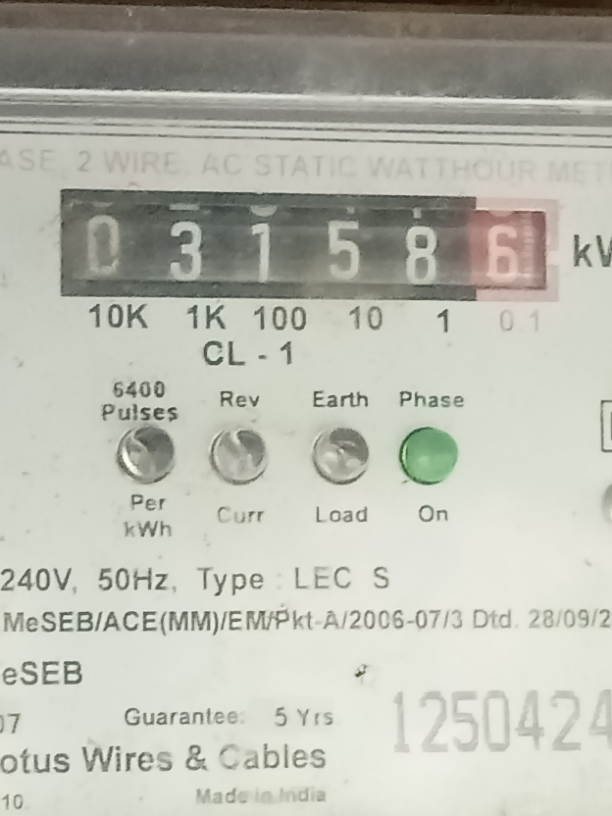 ASE, 2 WIRE, AC STATIC WATTHOUR MET
0 3 1 5 8 6 kW
10K 1K 100 10 1 0.1
CL - 1
6400 Pulses Per kWh
Rev Curr
Earth Load
Phase On
240V, 50Hz, Type : LEC S
MeSEB/ACE(MM)/EM/Pkt-A/2006-07/3 Dtd. 28/09/2
eSEB
07 Guarantee: 5 Yrs
1250424
otus Wires & Cables
10. Made in India